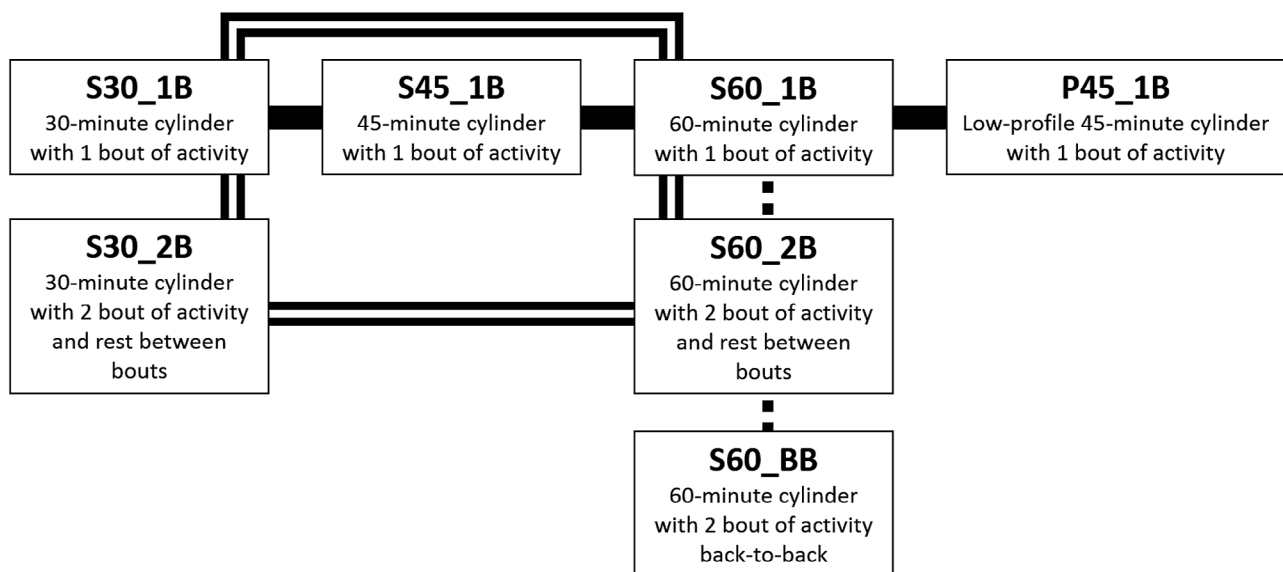 S30_1B
30-minute cylinder
with 1 bout of activity
S45_1B
45-minute cylinder
with 1 bout of activity
S60_1B
60-minute cylinder
with 1 bout of activity
P45_1B
Low-profile 45-minute cylinder
with 1 bout of activity
S30_2B
30-minute cylinder
with 2 bout of activity
and rest between
bouts
S60_2B
60-minute cylinder
with 2 bout of activity
and rest between
bouts
S60_BB
60-minute cylinder
with 2 bout of activity
back-to-back